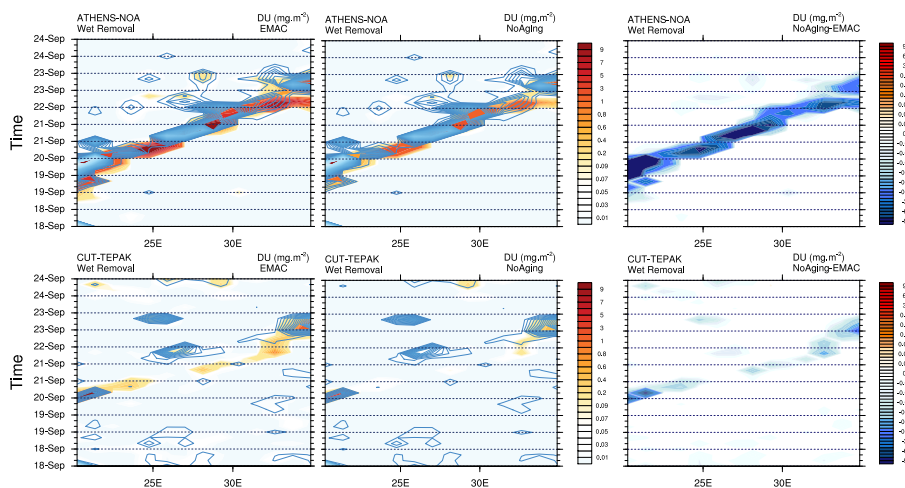 ATHENS-NOA DU (mg.m-2)
Wet Removal EMAC
ATHENS-NOA DU (mg.m-2)
Wet Removal NoAging
ATHENS-NOA DU (mg.m-2)
Wet Removal NoAging-EMAC
Time
24-Sep
24-Sep
23-Sep
23-Sep
22-Sep
21-Sep
21-Sep
20-Sep
19-Sep
19-Sep
18-Sep
18-Sep
25E 30E
25E 30E
25E 30E
9
7
5
3
1
0.8
0.6
0.4
0.2
0.09
0.07
0.05
0.03
0.01
CUT-TEPAK DU (mg.m-2)
Wet Removal EMAC
CUT-TEPAK DU (mg.m-2)
Wet Removal NoAging
CUT-TEPAK DU (mg.m-2)
Wet Removal NoAging-EMAC
Time
24-Sep
24-Sep
23-Sep
23-Sep
22-Sep
21-Sep
21-Sep
20-Sep
19-Sep
19-Sep
18-Sep
18-Sep
25E 30E
25E 30E
25E 30E
9
7
5
3
1
0.8
0.6
0.4
0.2
0.09
0.07
0.05
0.03
0.01